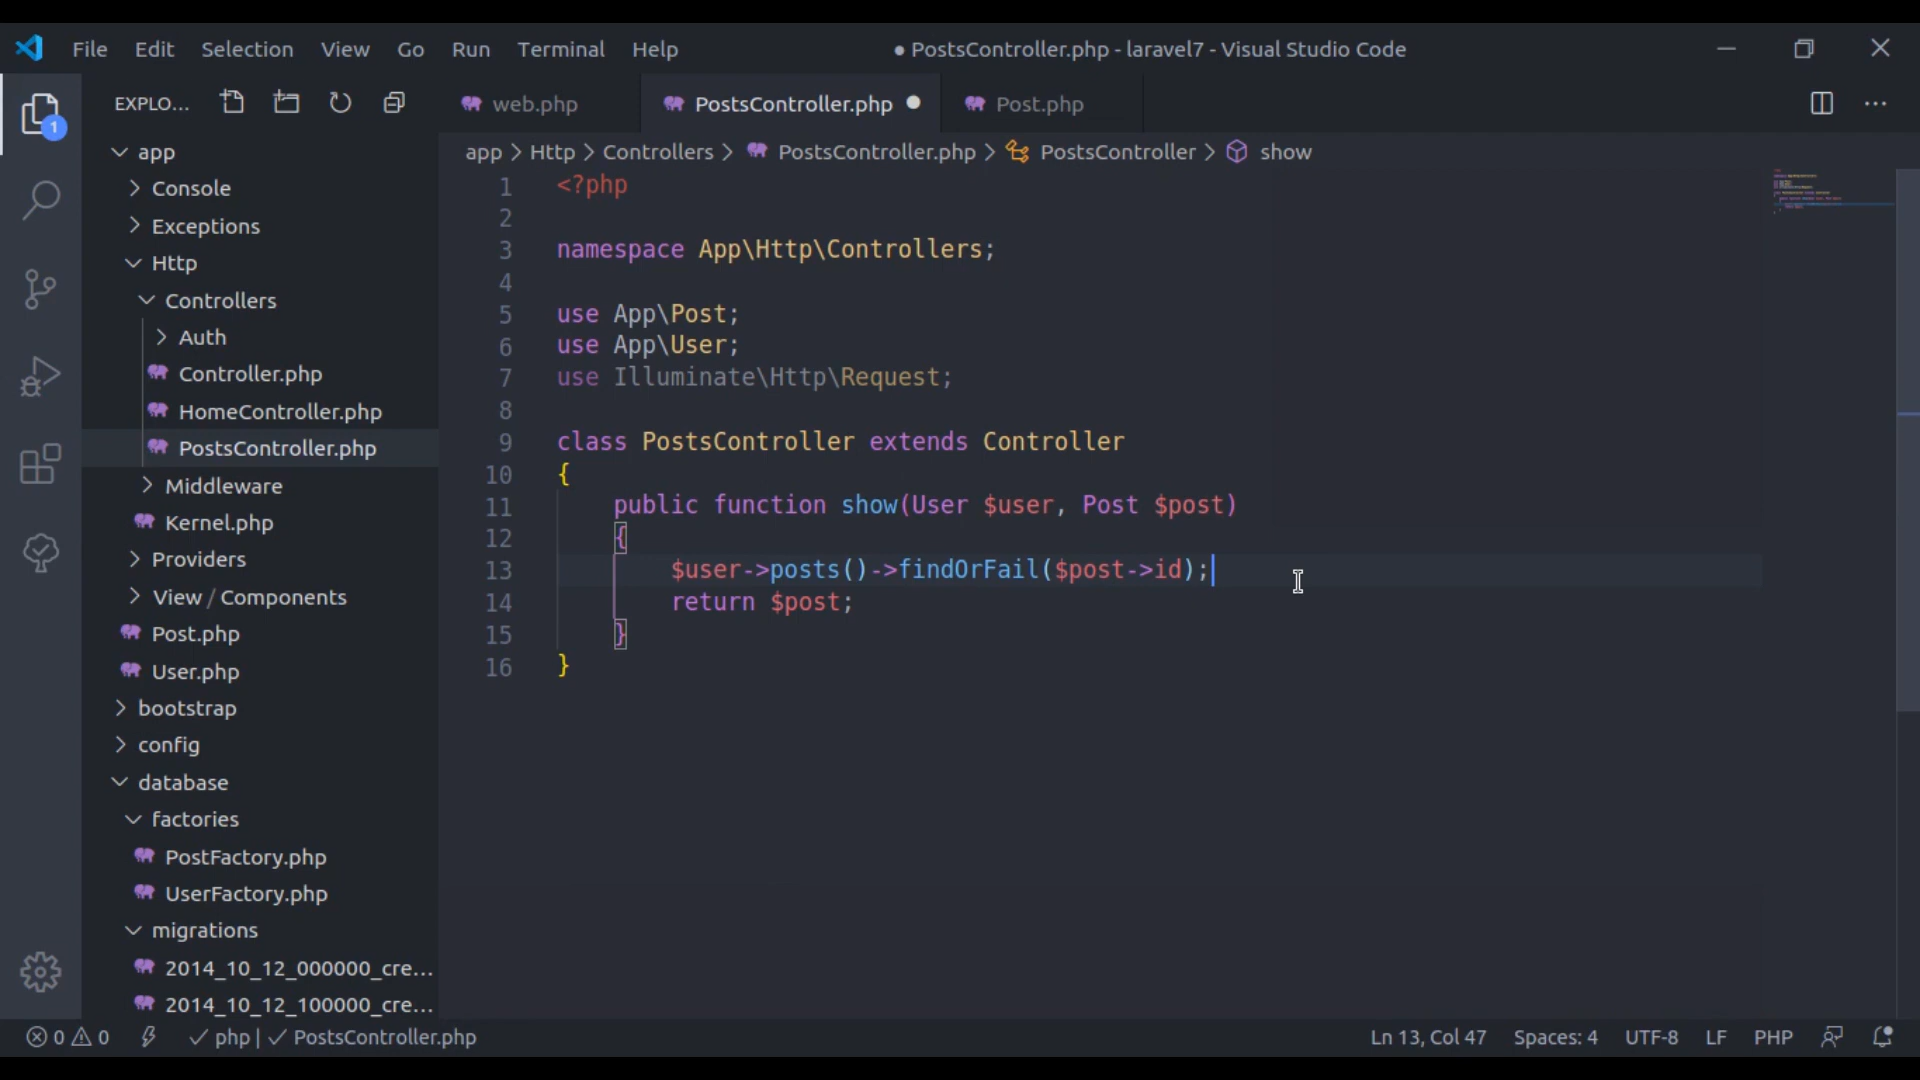 File Edit Selection View Go Run Terminal Help
● PostsController.php - laravel7 - Visual Studio Code
EXPLO...
web.php
PostsController.php
Post.php
1
app > Http > Controllers > PostsController.php > PostsController > show
app
Console
Exceptions
Http
Controllers
Auth
Controller.php
HomeController.php
PostsController.php
Middleware
Kernel.php
Providers
View / Components
Post.php
User.php
bootstrap
config
database
factories
PostFactory.php
UserFactory.php
migrations
2014_10_12_000000_cre...
2014_10_12_100000_cre...
1 <?php
2
3 namespace App\Http\Controllers;
4
5 use App\Post;
6 use App\User;
7 use Illuminate\Http\Request;
8
9 class PostsController extends Controller
10 {
11     public function show(User $user, Post $post)
12     {
13         $user->posts()->findOrFail($post->id);
14         return $post;
15     }
16 }
0 0 php | PostsController.php
Ln 13, Col 47 Spaces: 4 UTF-8 LF PHP